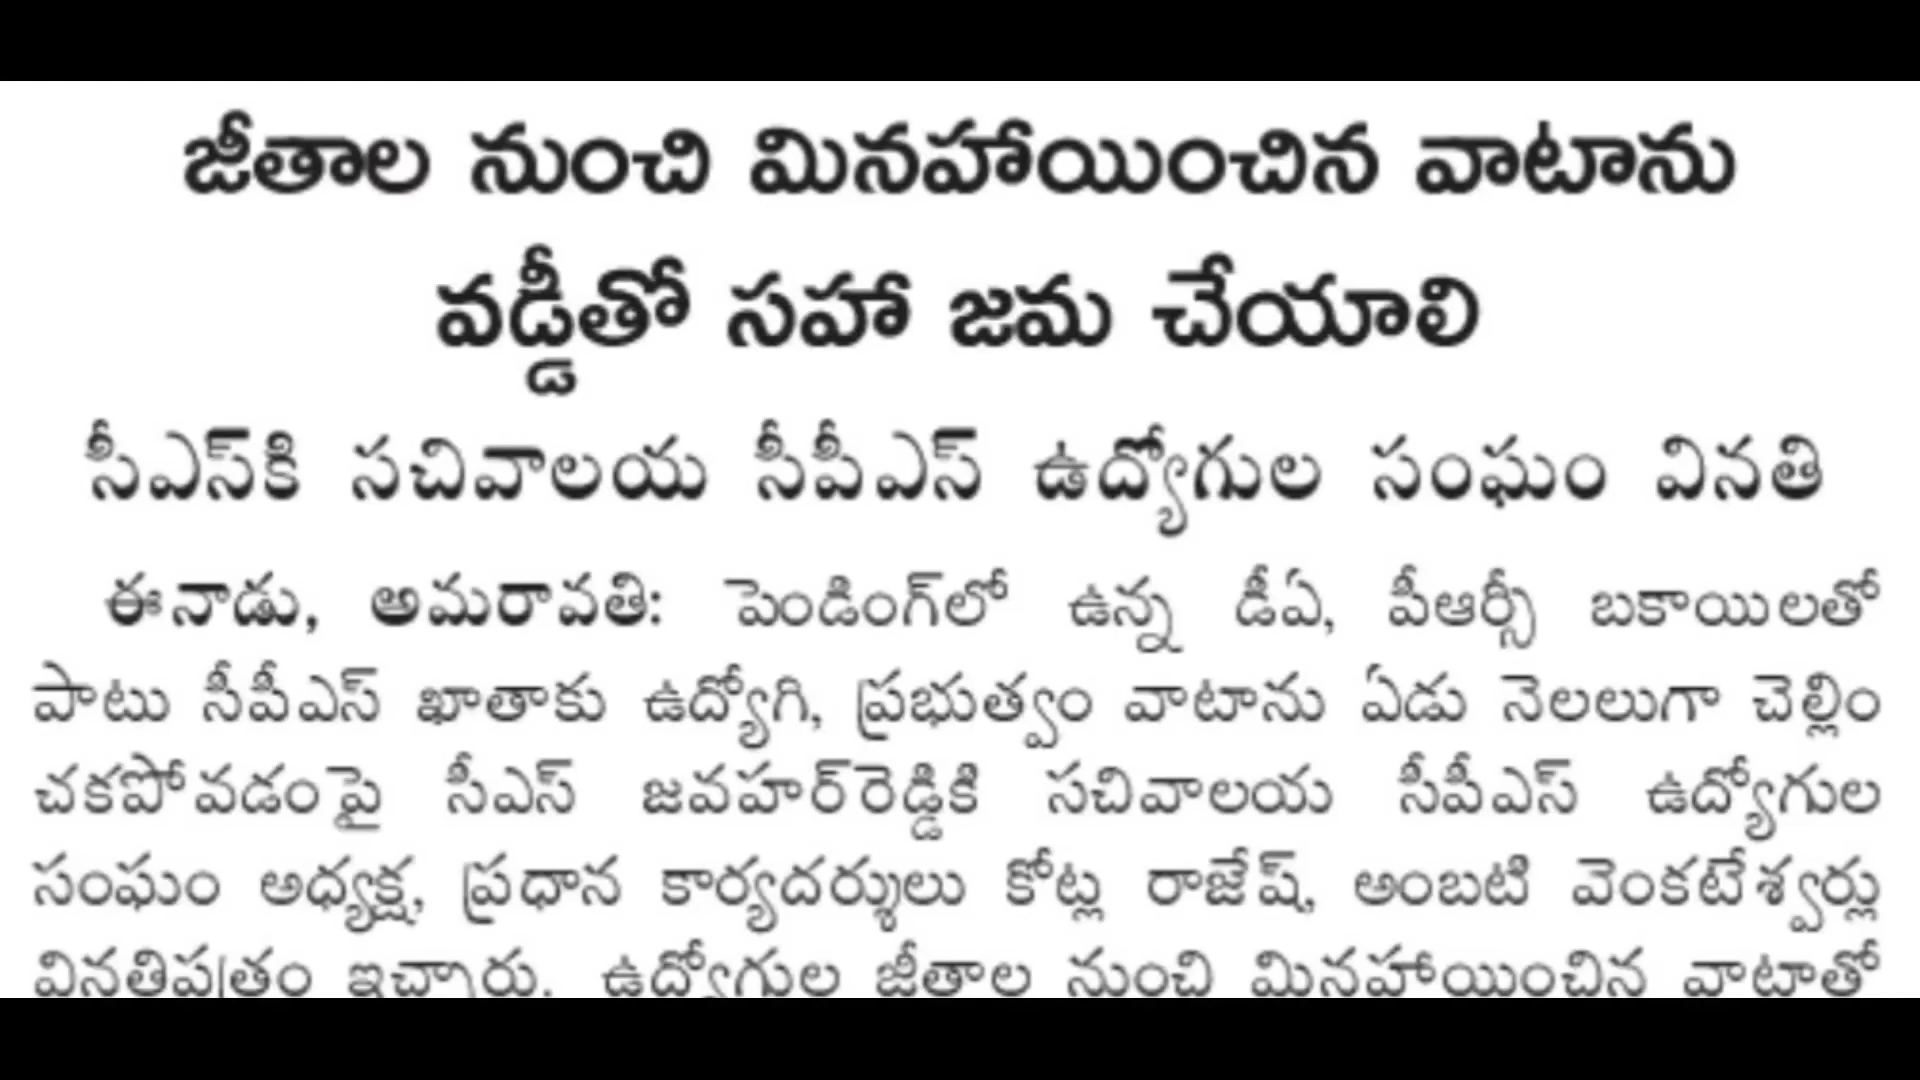 జీతాల నుంచి మినహాయించిన వాటాను
వడ్డీతో సహా జమ చేయాలి
సీఎస్‌కి సచివాలయ సీపీఎస్ ఉద్యోగుల సంఘం వినతి
ఈనాడు, అమరావతి: పెండింగ్‌లో ఉన్న డీఏ, పీఆర్సీ బకాయిలతో
పాటు సీపీఎస్ ఖాతాకు ఉద్యోగి, ప్రభుత్వం వాటాను ఏడు నెలలుగా చెల్లిం
చకపోవడంపై సీఎస్ జవహర్‌రెడ్డికి సచివాలయ సీపీఎస్ ఉద్యోగుల
సంఘం అధ్యక్ష, ప్రధాన కార్యదర్శులు కోట్ల రాజేష్, అంబటి వెంకటేశ్వర్లు
వినతిపత్రం ఇచ్చారు. ఉద్యోగుల జీతాల నుంచి మినహాయించిన వాటాతో